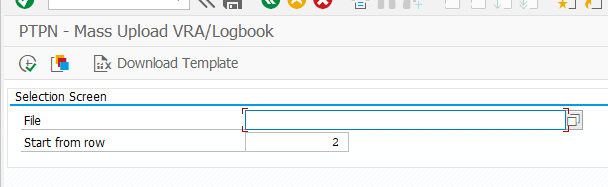 PTPN - Mass Upload VRA/Logbook
Download Template
Selection Screen
File
Start from row 2